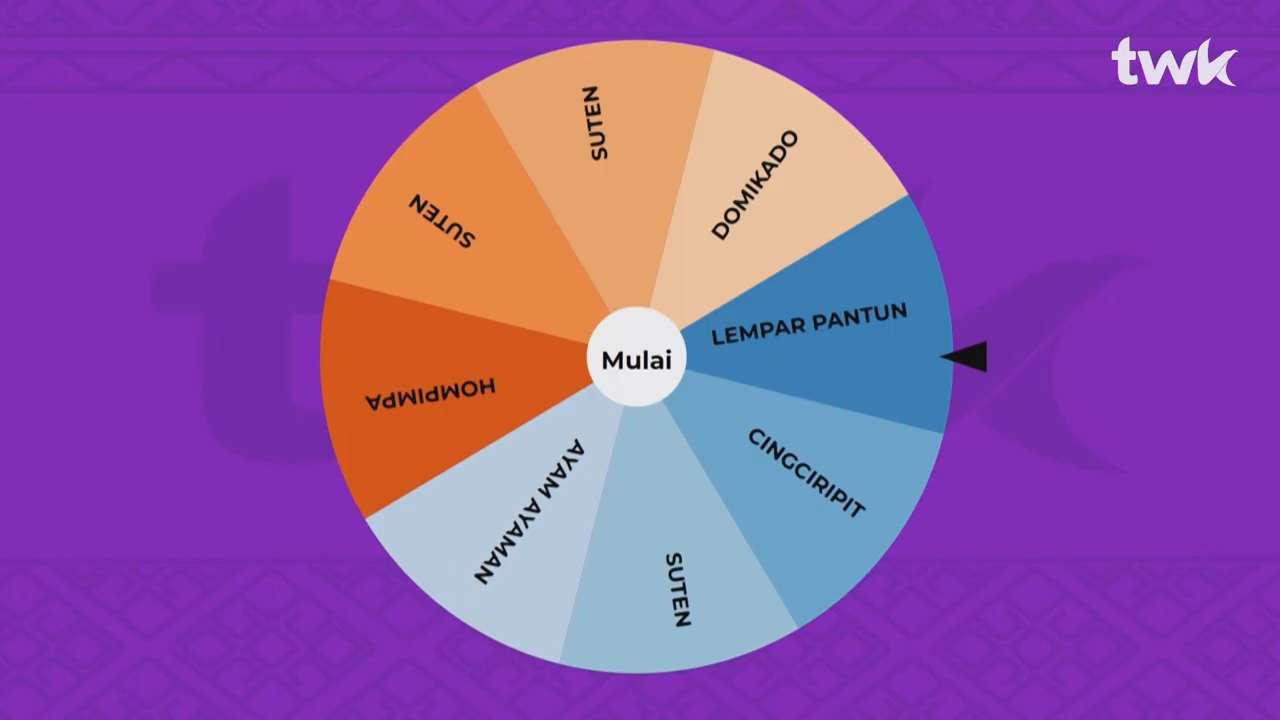 twk
SUTEN
DOMIKADO
SUTEN
LEMPAR PANTUN
Mulai
HOMPIMPA
CINGCIRIPIT
AYAM AYAMAN
SUTEN